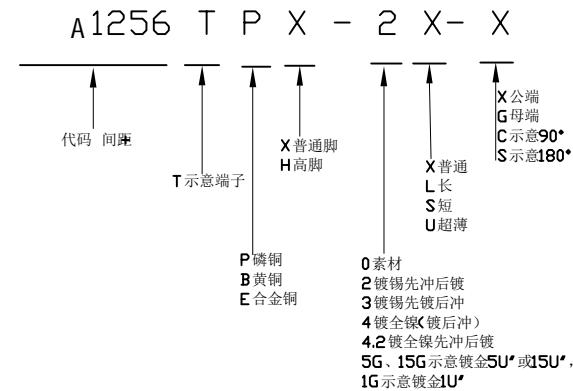 A1256 T P X - 2 X- X
X公端
G母端
C示意90°
S示意180°
代码 间距
X普通脚
H高脚
T示意端子
X普通
L长
S短
U超薄
P磷铜
B黄铜
E合金铜
0素材
2镀锡先冲后镀
3镀锡先镀后冲
4镀全镍(镀后冲)
4.2镀全镍先冲后镀
5G、15G示意镀金5U"或15U",
1G示意镀金1U"